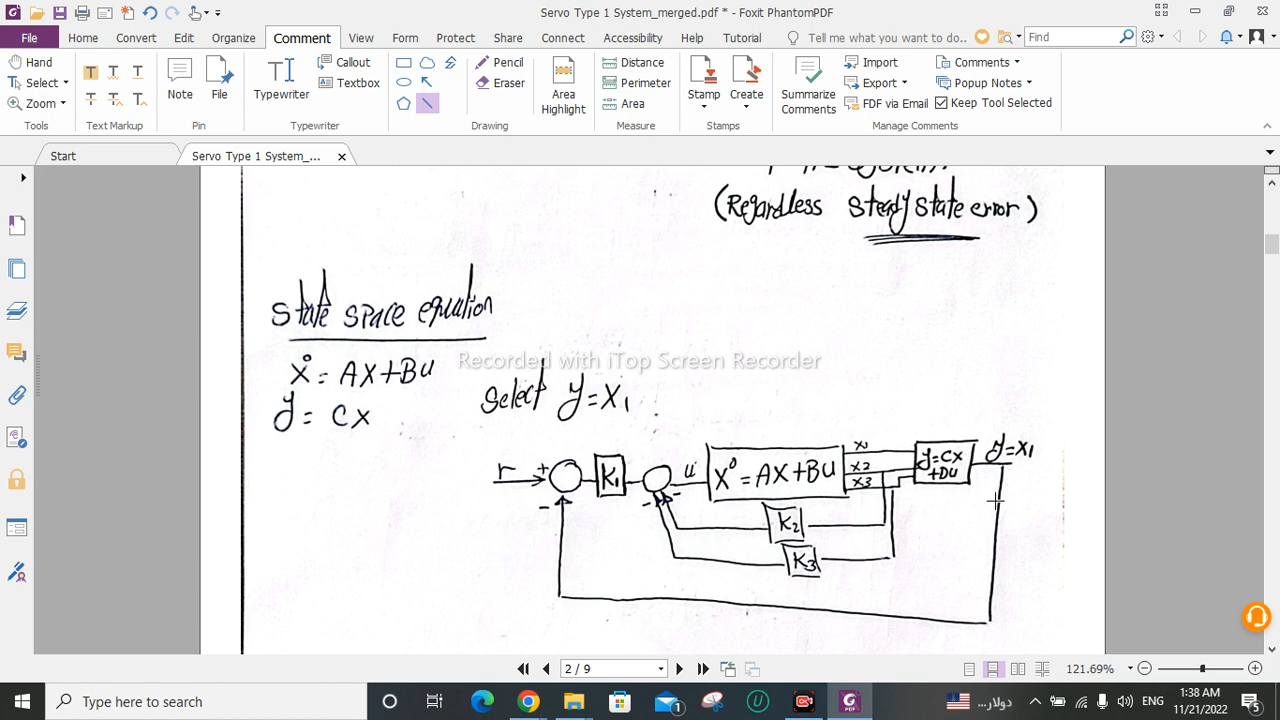 Servo Type 1 System_merged.pdf * - Foxit PhantomPDF
File Home Convert Edit Organize Comment View Form Protect Share Connect Accessibility Help Tutorial Tell me what you want to do.. Find
Hand
Select
Zoom
Tools
Text Markup
Note
File
Pin
Typewriter
Callout
Textbox
Typewriter
Pencil
Eraser
Drawing
Area Highlight
Distance
Perimeter
Area
Measure
Stamp
Create
Stamps
Summarize Comments
Import
Export
FDF via Email
Comments
Popup Notes
Keep Tool Selected
Manage Comments
Start
Servo Type 1 System_...
(Regardless steady state error)
State space equation
Recorded with iTop Screen Recorder
X° = AX+BU
y = CX
Select y=X1
r + - K1 - - u X° = AX+BU x1 x2 x3 y=CX +DU y=X1
K2
K3
2 / 9
121.69%
Type here to search
1
دولار...
ENG
1:38 AM
11/21/2022
5